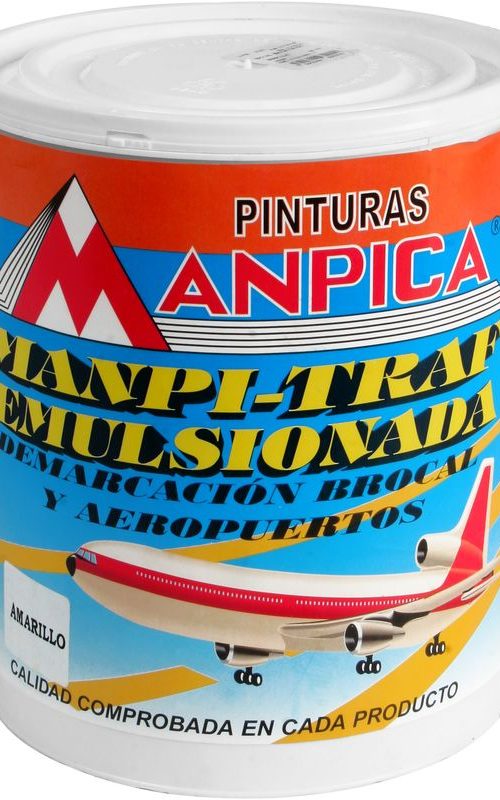 PINTURAS
MANPICA
MANPI-TRAF
EMULSIONADA
DEMARCACIÓN BROCAL
Y AEROPUERTOS
AMARILLO
CALIDAD COMPROBADA EN CADA PRODUCTO